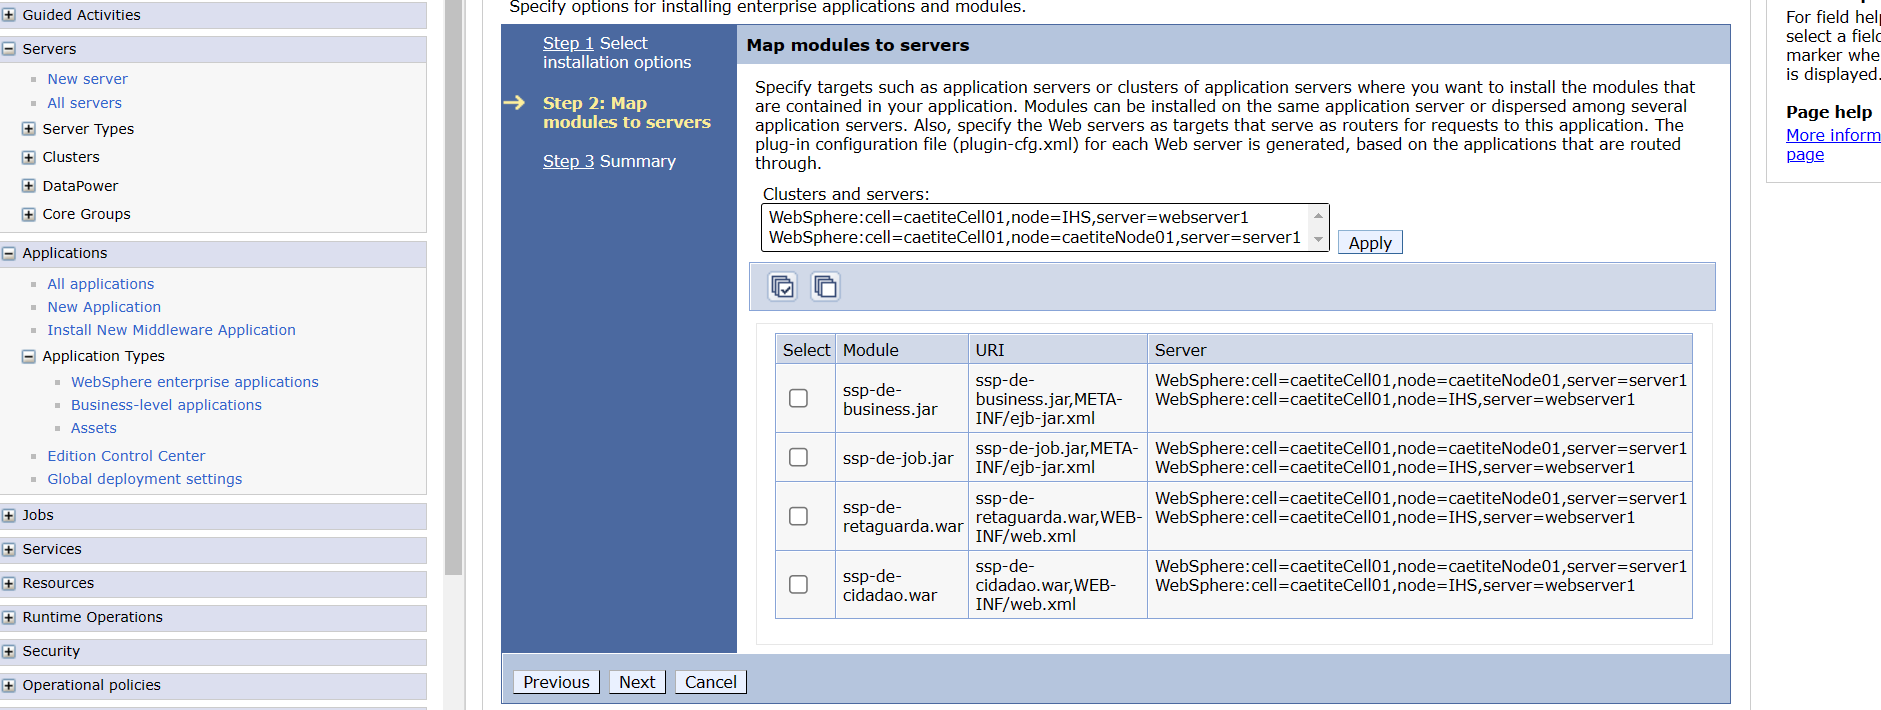 Guided Activities
Servers
New server
All servers
Server Types
Clusters
DataPower
Core Groups
Applications
All applications
New Application
Install New Middleware Application
Application Types
WebSphere enterprise applications
Business-level applications
Assets
Edition Control Center
Global deployment settings
Jobs
Services
Resources
Runtime Operations
Security
Operational policies
Specify options for installing enterprise applications and modules.
Step 1 Select
installation options
Step 2: Map
modules to servers
Step 3 Summary
Map modules to servers
Specify targets such as application servers or clusters of application servers where you want to install the modules that
are contained in your application. Modules can be installed on the same application server or dispersed among several
application servers. Also, specify the Web servers as targets that serve as routers for requests to this application. The
plug-in configuration file (plugin-cfg.xml) for each Web server is generated, based on the applications that are routed
through.
Clusters and servers:
WebSphere:cell=caetiteCell01,node=IHS,server=webserver1
WebSphere:cell=caetiteCell01,node=caetiteNode01,server=server1
Apply
Select Module URI Server
ssp-de-
business.jar
ssp-de-
business.jar,META-
INF/ejb-jar.xml
WebSphere:cell=caetiteCell01,node=caetiteNode01,server=server1
WebSphere:cell=caetiteCell01,node=IHS,server=webserver1
ssp-de-job.jar
ssp-de-job.jar,META-
INF/ejb-jar.xml
WebSphere:cell=caetiteCell01,node=caetiteNode01,server=server1
WebSphere:cell=caetiteCell01,node=IHS,server=webserver1
ssp-de-
retaguarda.war
ssp-de-
retaguarda.war,WEB-
INF/web.xml
WebSphere:cell=caetiteCell01,node=caetiteNode01,server=server1
WebSphere:cell=caetiteCell01,node=IHS,server=webserver1
ssp-de-
cidadao.war
ssp-de-
cidadao.war,WEB-
INF/web.xml
WebSphere:cell=caetiteCell01,node=caetiteNode01,server=server1
WebSphere:cell=caetiteCell01,node=IHS,server=webserver1
Previous Next Cancel
For field hel
select a field
marker whe
is displayed.
Page help
More inform
page